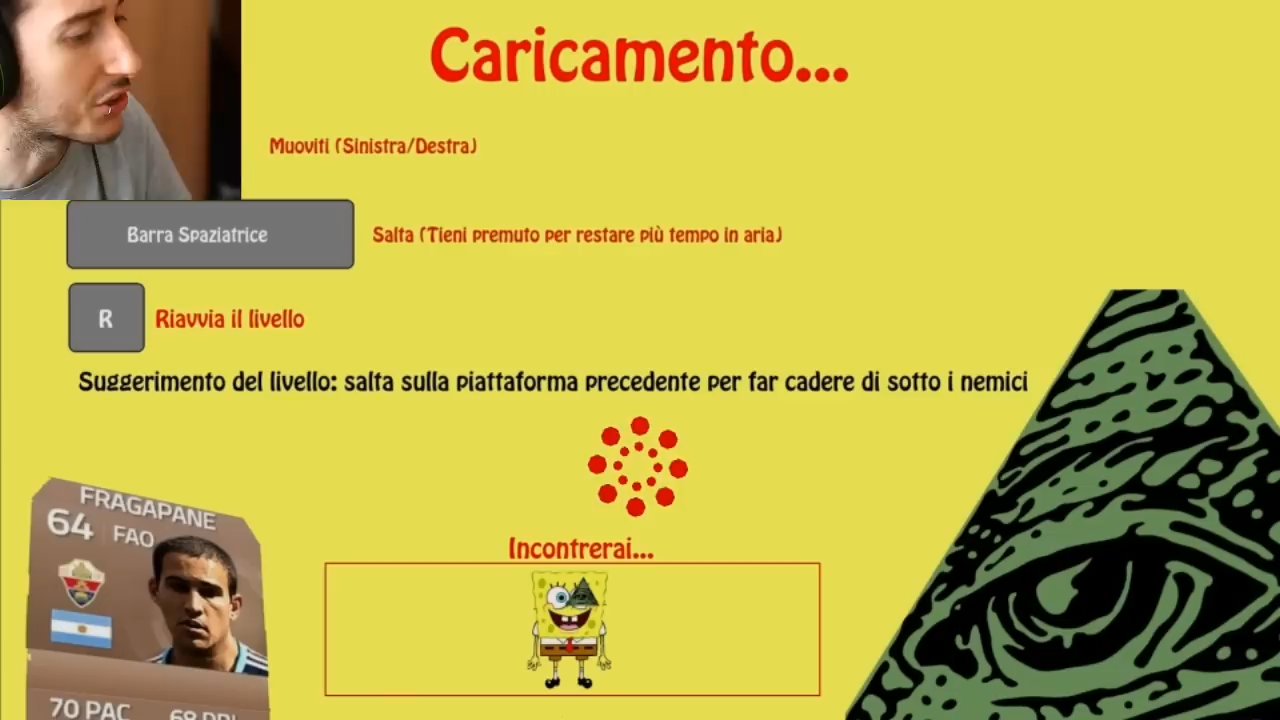 Caricamento...
Muoviti (Sinistra/Destra)
Barra Spaziatrice
Salta (Tieni premuto per restare più tempo in aria)
R
Riavvia il livello
Suggerimento del livello: salta sulla piattaforma precedente per far cadere di sotto i nemici
Incontrerai...
FRAGAPANE
64 FAO
70 PAC